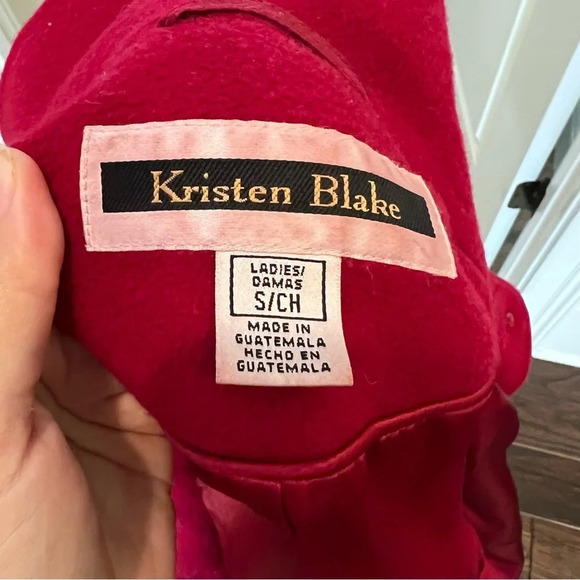 Kristen Blake
LADIES/
DAMAS
S/CH
MADE IN
GUATEMALA
HECHO EN
GUATEMALA